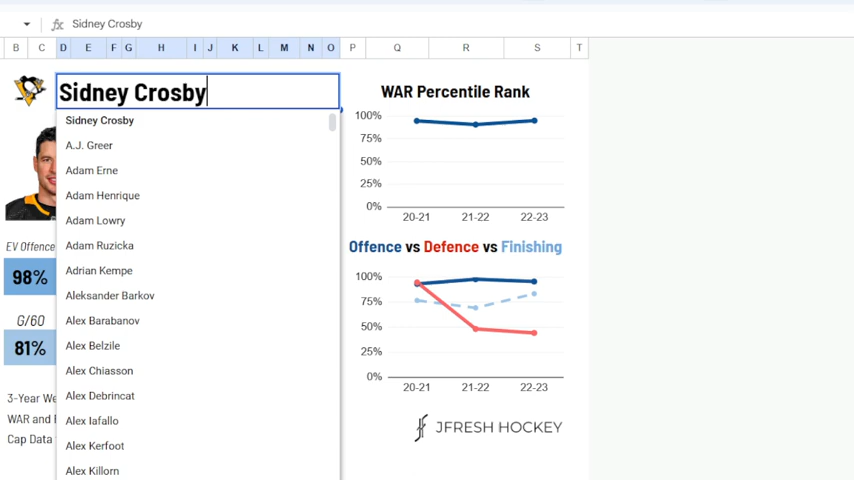 Sidney Crosby
B C D E F G H I J K L M N O P Q R S T
Sidney Crosby
Sidney Crosby
A.J. Greer
Adam Erne
Adam Henrique
Adam Lowry
Adam Ruzicka
Adrian Kempe
Aleksander Barkov
Alex Barabanov
Alex Belzile
Alex Chiasson
Alex Debrincat
Alex Iafallo
Alex Kerfoot
Alex Killorn
EV Offence
98%
G/60
81%
3-Year We
WAR and
Cap Data
WAR Percentile Rank
100%
75%
50%
25%
0%
20-21 21-22 22-23
Offence vs Defence vs Finishing
100%
75%
50%
25%
0%
20-21 21-22 22-23
JFRESH HOCKEY